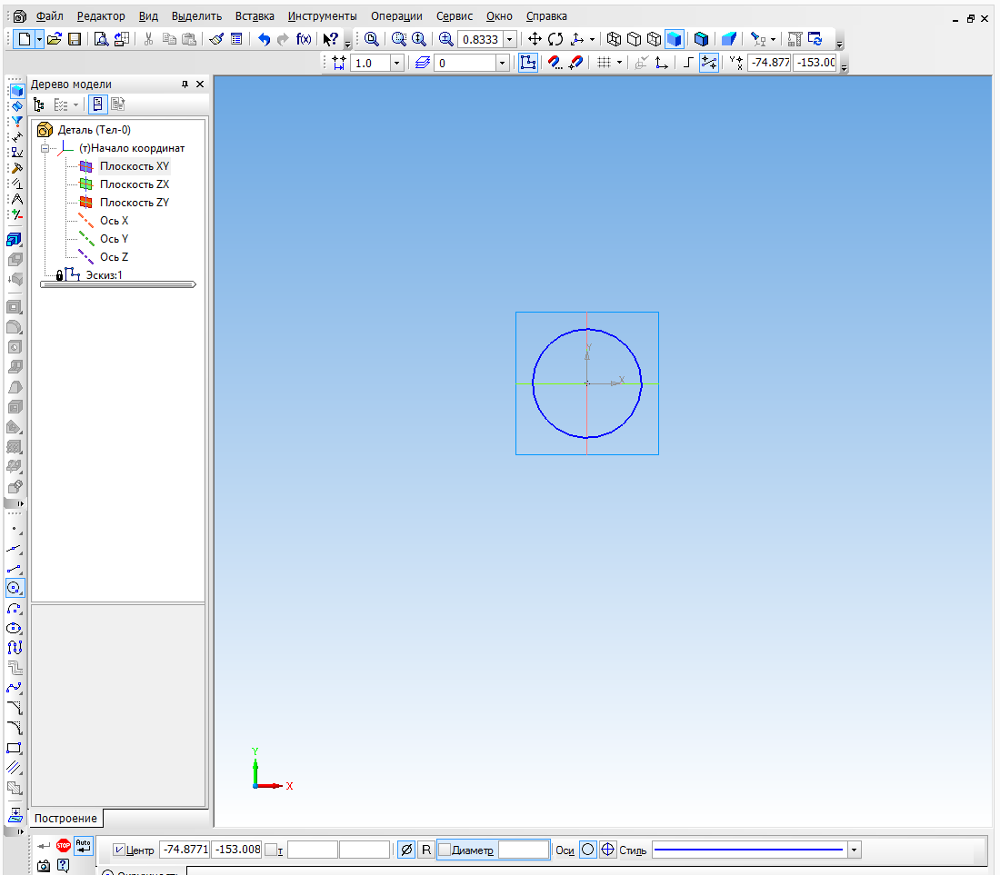 Файл Редактор Вид Выделить Вставка Инструменты Операции Сервис Окно Справка
f(x) 0.8333
1.0 0 -74.877 -153.00
Дерево модели
Деталь (Тел-0)
(т)Начало координат
Плоскость XY
Плоскость ZX
Плоскость ZY
Ось X
Ось Y
Ось Z
Эскиз:1
Y
X
Y
X
Построение
STOP Auto Центр -74.8771 -153.008 т R Диаметр Оси Стиль